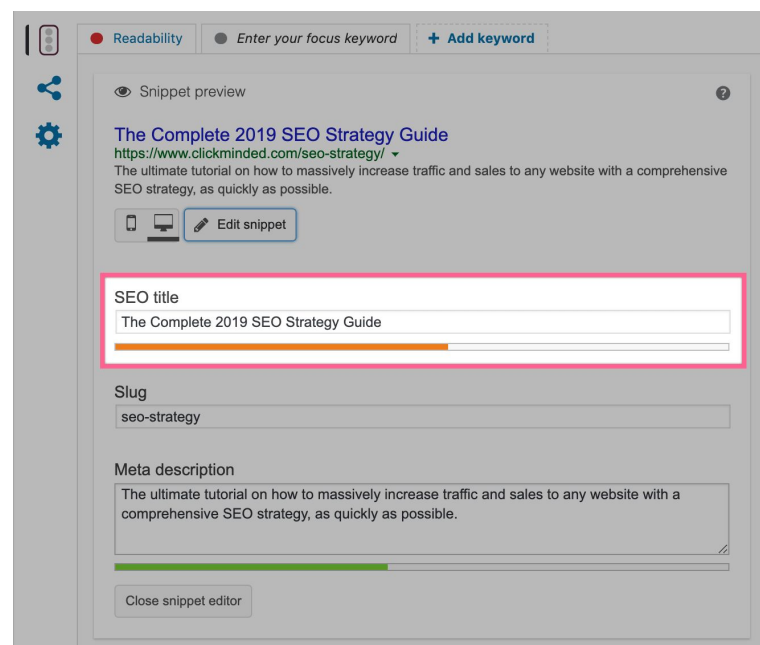 Readability
Enter your focus keyword
+ Add keyword
Snippet preview
?
The Complete 2019 SEO Strategy Guide
https://www.clickminded.com/seo-strategy/
The ultimate tutorial on how to massively increase traffic and sales to any website with a comprehensive
SEO strategy, as quickly as possible.
Edit snippet
SEO title
The Complete 2019 SEO Strategy Guide
Slug
seo-strategy
Meta description
The ultimate tutorial on how to massively increase traffic and sales to any website with a
comprehensive SEO strategy, as quickly as possible.
Close snippet editor